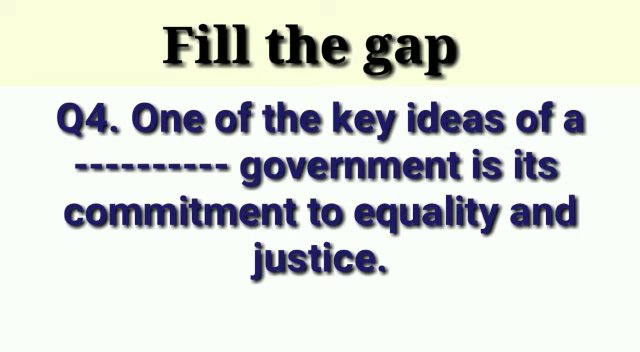 Fill the gap
Q4. One of the key ideas of a
---------- government is its
commitment to equality and
justice.